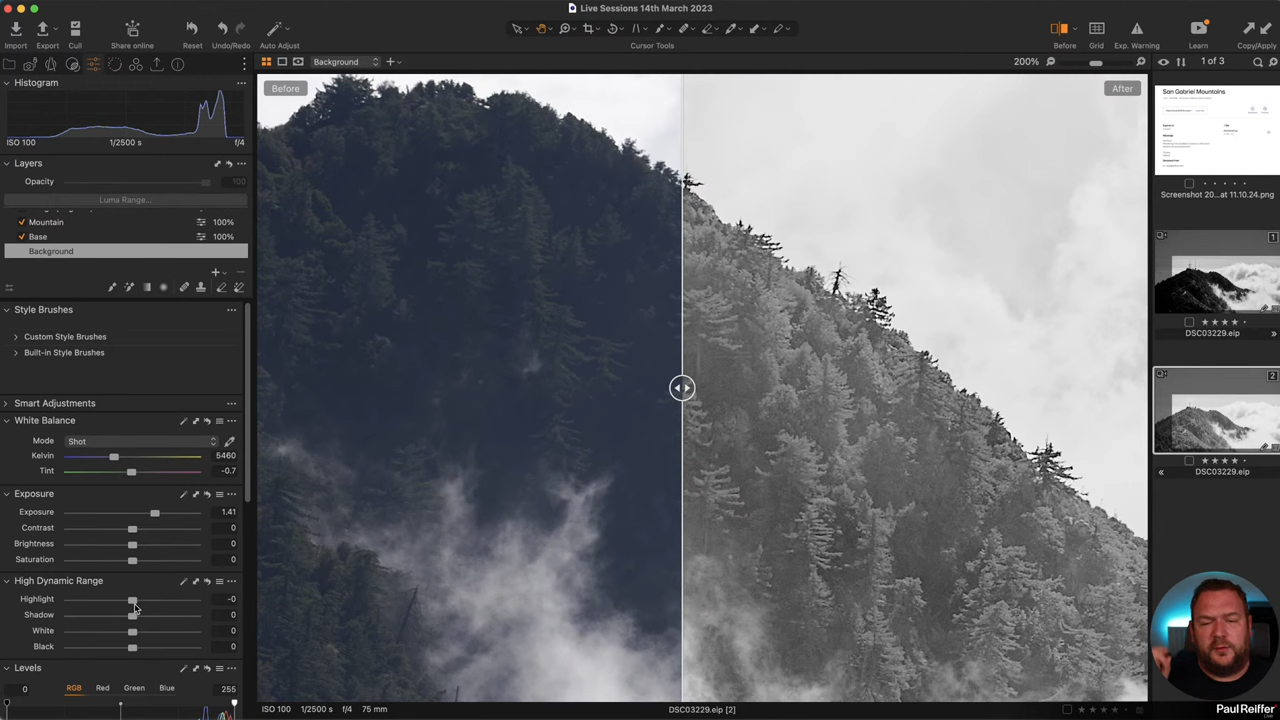 Live Sessions 14th March 2023
Import
Export
Cull
Share online
Reset
Undo/Redo
Auto Adjust
Cursor Tools
Before
Grid
Exp. Warning
Learn
Copy/Apply
Background
200%
1 of 3
Histogram
ISO 100
1/2500 s
f/4
Layers
Opacity
100
Luma Range...
Mountain
100%
Base
100%
Background
Style Brushes
Custom Style Brushes
Built-in Style Brushes
Smart Adjustments
White Balance
Mode
Shot
Kelvin
5460
Tint
-0.7
Exposure
Exposure
1.41
Contrast
0
Brightness
0
Saturation
0
High Dynamic Range
Highlight
-0
Shadow
0
White
0
Black
0
Levels
0
RGB
Red
Green
Blue
255
Before
After
ISO 100
1/2500 s
f/4
75 mm
DSC03229.eip [2]
San Gabriel Mountains
Screenshot 20...at 11.10.24.png
1
DSC03229.eip
2
DSC03229.eip
Paul Reiffer
Live